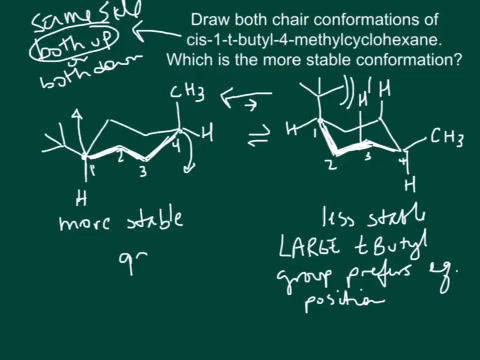 Draw both chair conformations of
cis-1-t-butyl-4-methylcyclohexane.
Which is the more stable conformation?
same side
both up
or
both down
CH3
H
1
2
3
4
H
H
H
H
1
2
3
4
CH3
H
more stable
less stable
LARGE tButyl
group prefers eq.
position